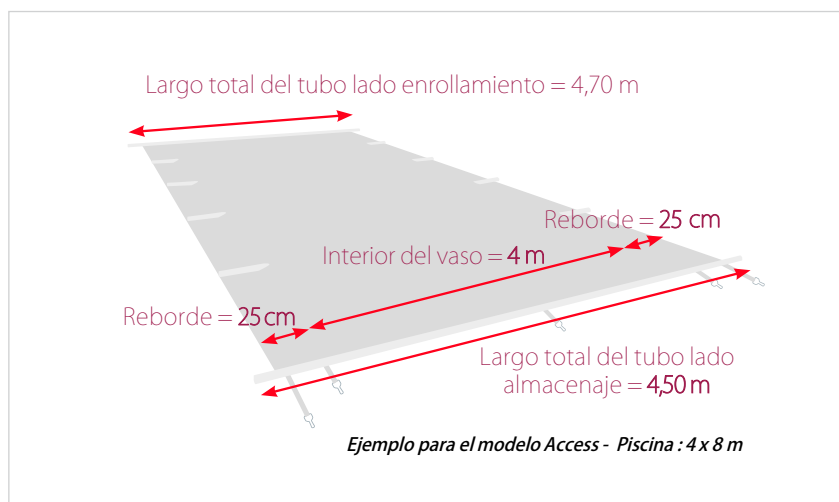 Largo total del tubo lado enrollamiento = 4,70 m
Reborde = 25 cm
Interior del vaso = 4 m
Reborde = 25 cm
Largo total del tubo lado
almacenaje = 4,50 m
Ejemplo para el modelo Access - Piscina : 4 x 8 m